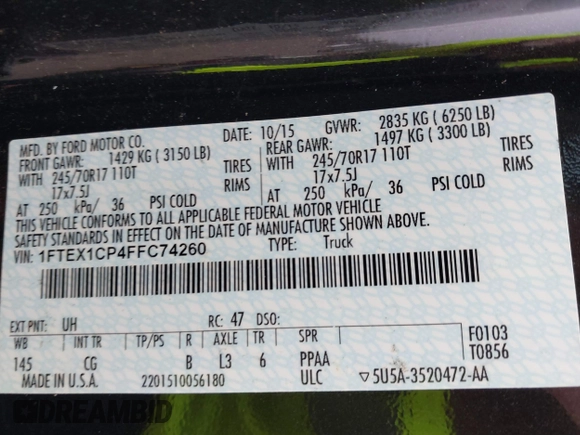 MFD. BY FORD MOTOR CO.
DATE: 10/15 GVWR: 2835 KG ( 6250 LB)
FRONT GAWR: 1429 KG ( 3150 LB)
REAR GAWR: 1497 KG ( 3300 LB)
WITH 245/70R17 110T TIRES
WITH 245/70R17 110T TIRES
17x7.5J RIMS
17x7.5J RIMS
AT 250 kPa/ 36 PSI COLD
AT 250 kPa/ 36 PSI COLD
THIS VEHICLE CONFORMS TO ALL APPLICABLE FEDERAL MOTOR VEHICLE
SAFETY STANDARDS IN EFFECT ON THE DATE OF MANUFACTURE SHOWN ABOVE.
VIN: 1FTEX1CP4FFC74260 TYPE: Truck
EXT PNT: UH RC: 47 DSO:
WB INT TR TP/PS R AXLE TR SPR
145 CG B L3 6 PPAA
F0103
T0856
MADE IN U.S.A. 2201510056180 ULC ▽5U5A-3520472-AA
DREAMBID